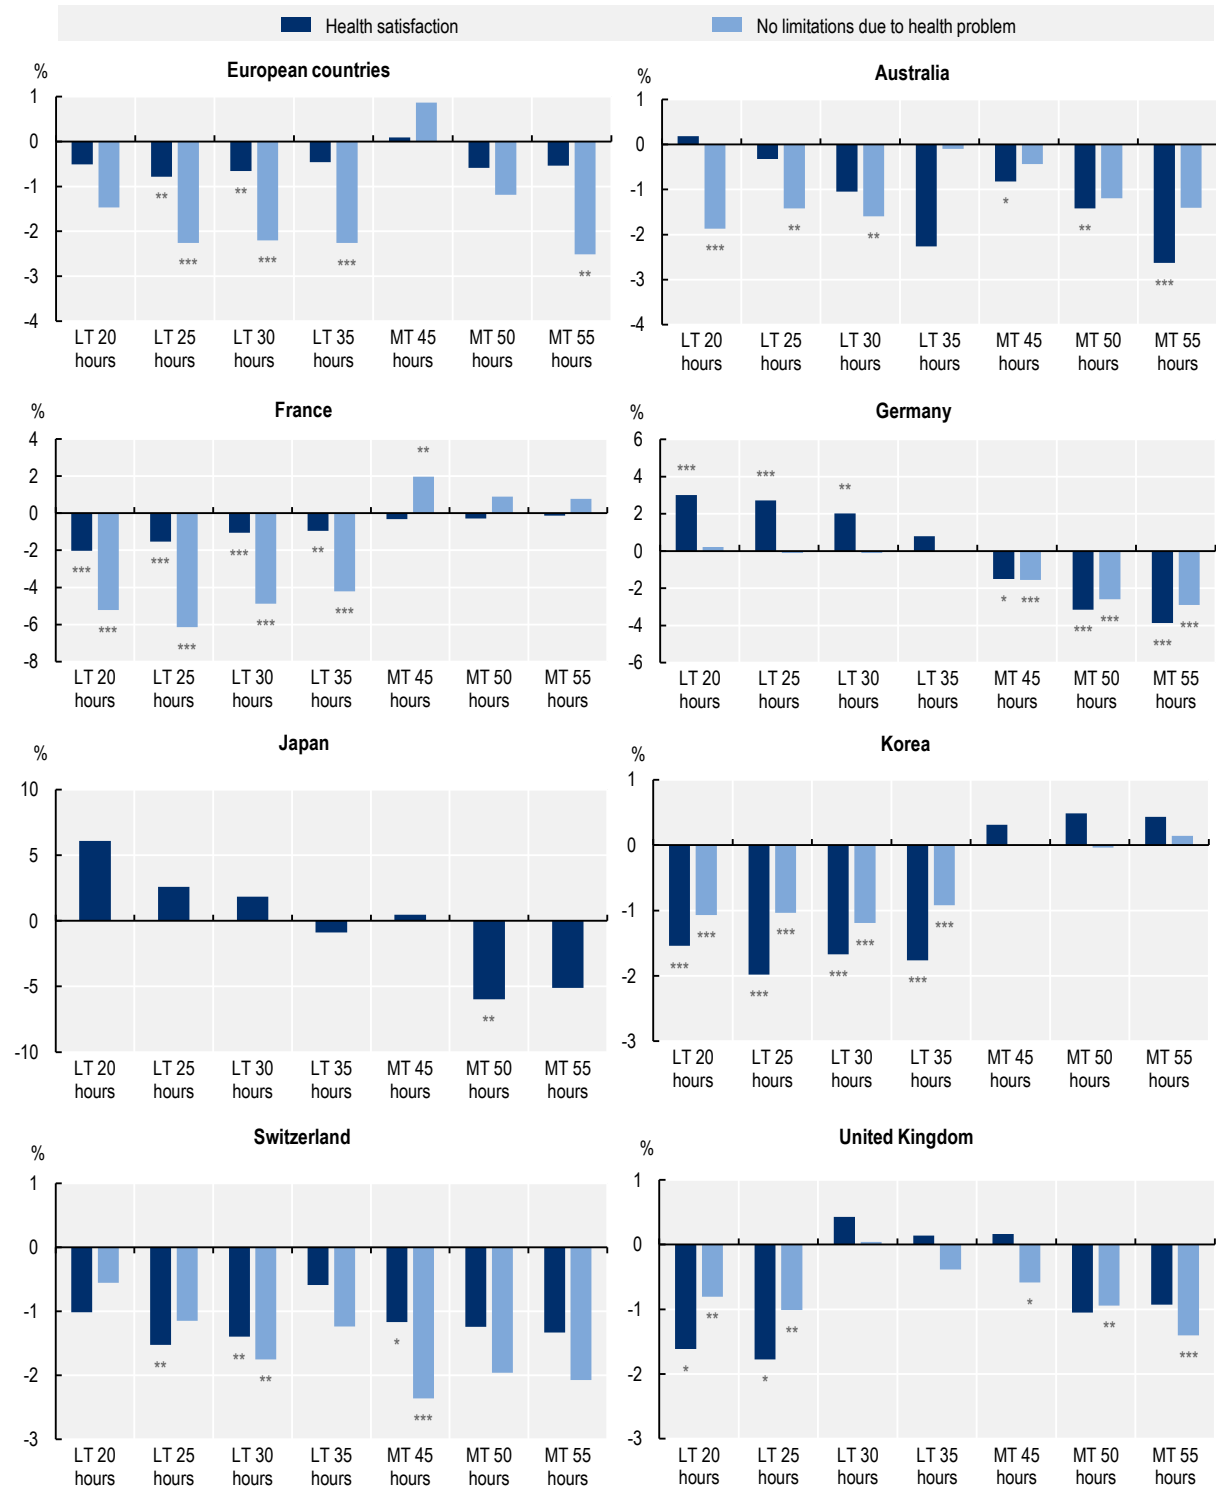 Health satisfaction
No limitations due to health problem
European countries
%
1
0
-1
-2
-3
-4
**
***
**
***
***
**
LT 20 hours
LT 25 hours
LT 30 hours
LT 35 hours
MT 45 hours
MT 50 hours
MT 55 hours
Australia
%
1
0
-1
-2
-3
-4
***
**
**
*
**
***
LT 20 hours
LT 25 hours
LT 30 hours
LT 35 hours
MT 45 hours
MT 50 hours
MT 55 hours
France
%
4
2
0
-2
-4
-6
-8
***
***
***
***
***
***
**
***
**
LT 20 hours
LT 25 hours
LT 30 hours
LT 35 hours
MT 45 hours
MT 50 hours
MT 55 hours
Germany
%
6
4
2
0
-2
-4
-6
***
***
**
*
***
***
***
***
***
LT 20 hours
LT 25 hours
LT 30 hours
LT 35 hours
MT 45 hours
MT 50 hours
MT 55 hours
Japan
%
10
5
0
-5
-10
**
LT 20 hours
LT 25 hours
LT 30 hours
LT 35 hours
MT 45 hours
MT 50 hours
MT 55 hours
Korea
%
1
0
-1
-2
-3
***
***
***
***
***
***
***
***
LT 20 hours
LT 25 hours
LT 30 hours
LT 35 hours
MT 45 hours
MT 50 hours
MT 55 hours
Switzerland
%
1
0
-1
-2
-3
**
**
**
*
***
LT 20 hours
LT 25 hours
LT 30 hours
LT 35 hours
MT 45 hours
MT 50 hours
MT 55 hours
United Kingdom
%
1
0
-1
-2
-3
*
**
*
**
*
**
***
LT 20 hours
LT 25 hours
LT 30 hours
LT 35 hours
MT 45 hours
MT 50 hours
MT 55 hours